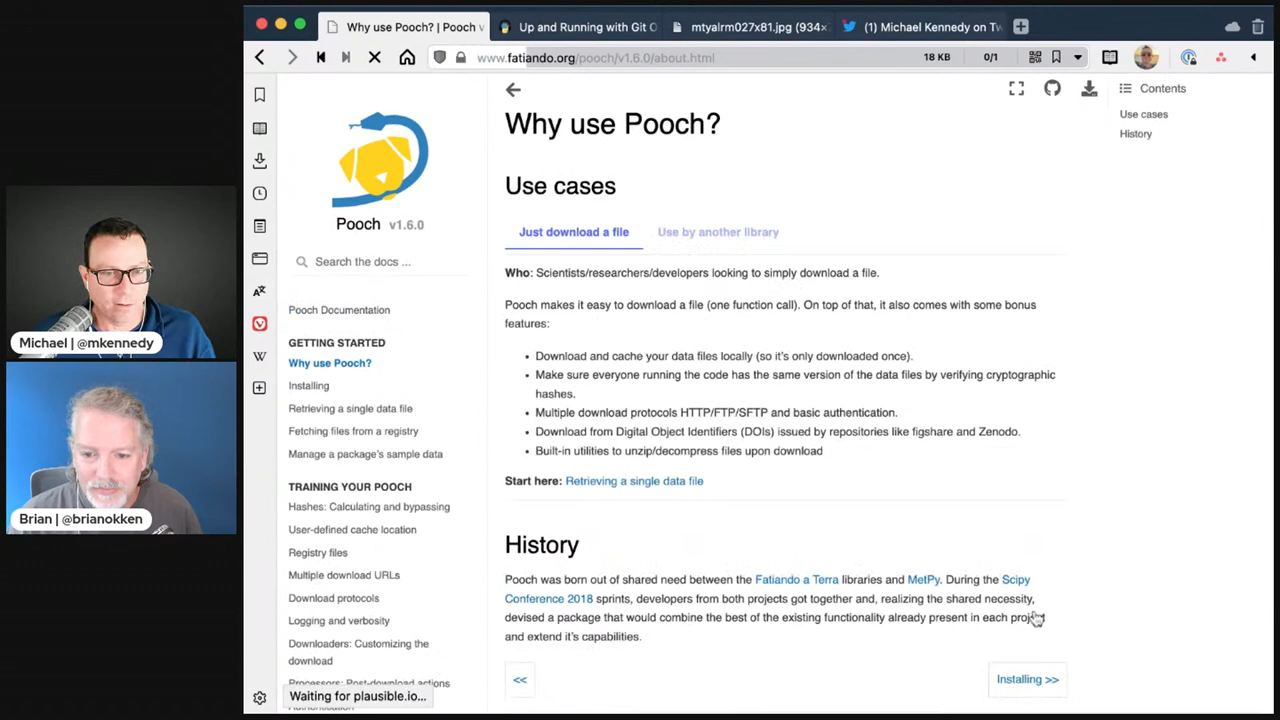 Why use Pooch? | Pooch v
Up and Running with Git O
mtyalrm027x81.jpg (934×
(1) Michael Kennedy on Tw
www.fatiando.org/pooch/v1.6.0/about.html
18 KB
0/1
Pooch v1.6.0
Search the docs ...
Pooch Documentation
GETTING STARTED
Why use Pooch?
Installing
Retrieving a single data file
Fetching files from a registry
Manage a package's sample data
TRAINING YOUR POOCH
Hashes: Calculating and bypassing
User-defined cache location
Registry files
Multiple download URLs
Download protocols
Logging and verbosity
Downloaders: Customizing the
download
Processors: Post-download actions
Waiting for plausible.io...
Why use Pooch?
Use cases
Just download a file
Use by another library
Who: Scientists/researchers/developers looking to simply download a file.
Pooch makes it easy to download a file (one function call). On top of that, it also comes with some bonus
features:
• Download and cache your data files locally (so it's only downloaded once).
• Make sure everyone running the code has the same version of the data files by verifying cryptographic
hashes.
• Multiple download protocols HTTP/FTP/SFTP and basic authentication.
• Download from Digital Object Identifiers (DOIs) issued by repositories like figshare and Zenodo.
• Built-in utilities to unzip/decompress files upon download
Start here: Retrieving a single data file
History
Pooch was born out of shared need between the Fatiando a Terra libraries and MetPy. During the Scipy
Conference 2018 sprints, developers from both projects got together and, realizing the shared necessity,
devised a package that would combine the best of the existing functionality already present in each project
and extend it's capabilities.
<<
Installing >>
Contents
Use cases
History
Michael | @mkennedy
Brian | @brianokken